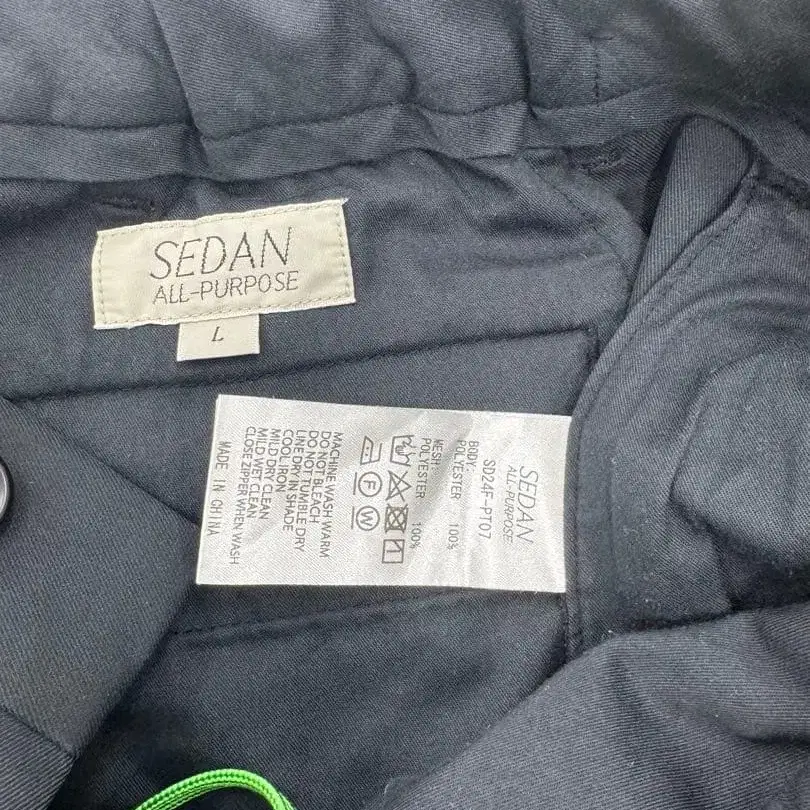 SEDAN
ALL-PURPOSE
L
SEDAN
ALL-PURPOSE
SD24F-PT07
BODY:
POLYESTER 100%
MESH:
POLYESTER 100%
MACHINE WASH WARM
DO NOT BLEACH
DO NOT TUMBLE DRY
LINE DRY IN SHADE
COOL IRON
MILD DRY CLEAN
MILD WET CLEAN
CLOSE ZIPPER WHEN WASH
MADE IN CHINA